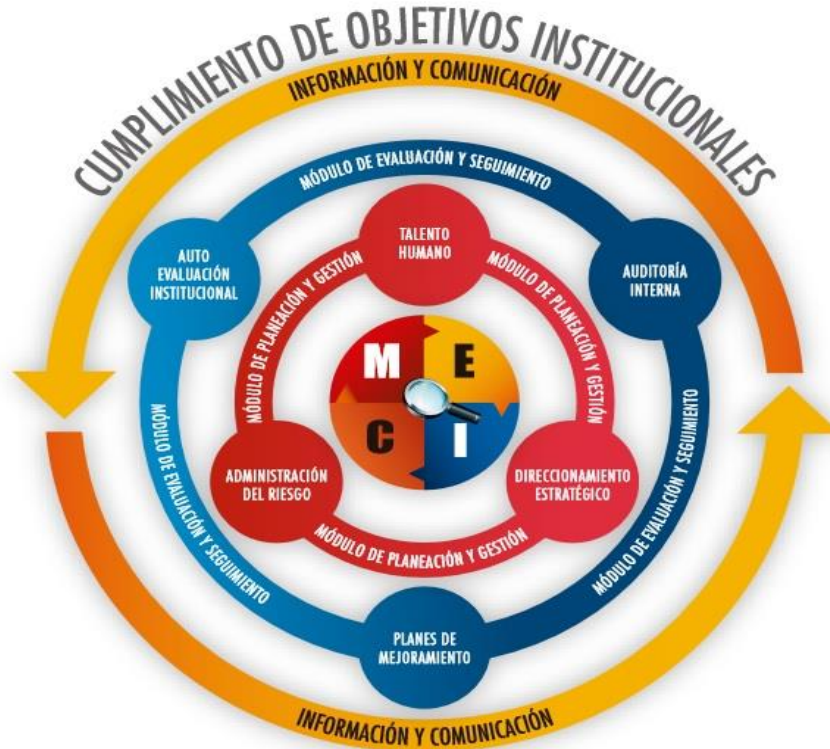 CUMPLIMIENTO DE OBJETIVOS INSTITUCIONALES
INFORMACIÓN Y COMUNICACIÓN
MÓDULO DE EVALUACIÓN Y SEGUIMIENTO
AUTO
EVALUACIÓN
INSTITUCIONAL
TALENTO
HUMANO
AUDITORÍA
INTERNA
MÓDULO DE PLANEACIÓN Y GESTIÓN
MÓDULO DE PLANEACIÓN Y GESTIÓN
M E
C I
MÓDULO DE EVALUACIÓN Y SEGUIMIENTO
MÓDULO DE EVALUACIÓN Y SEGUIMIENTO
ADMINISTRACIÓN
DEL RIESGO
DIRECCIONAMIENTO
ESTRATÉGICO
MÓDULO DE PLANEACIÓN Y GESTIÓN
PLANES DE
MEJORAMIENTO
INFORMACIÓN Y COMUNICACIÓN